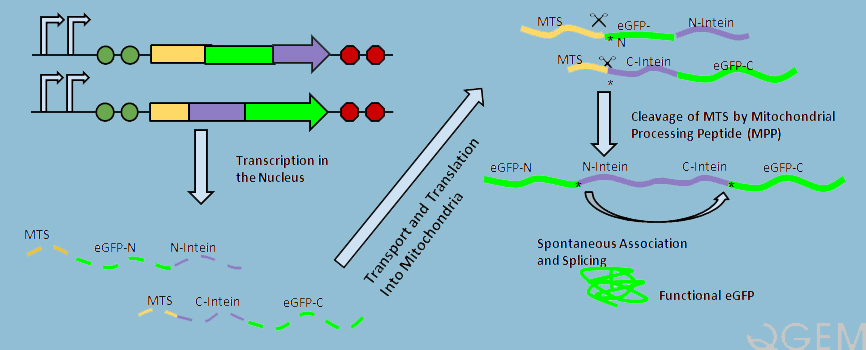 Transcription in
the Nucleus
MTS
eGFP-N
N-Intein
MTS
C-Intein
eGFP-C
Transport and Translation
Into Mitochondria
MTS
* eGFP-
N
N-Intein
MTS
* C-Intein
eGFP-C
Cleavage of MTS by Mitochondrial
Processing Peptide (MPP)
eGFP-N
* N-Intein
C-Intein *
eGFP-C
Spontaneous Association
and Splicing
Functional eGFP
QGEM